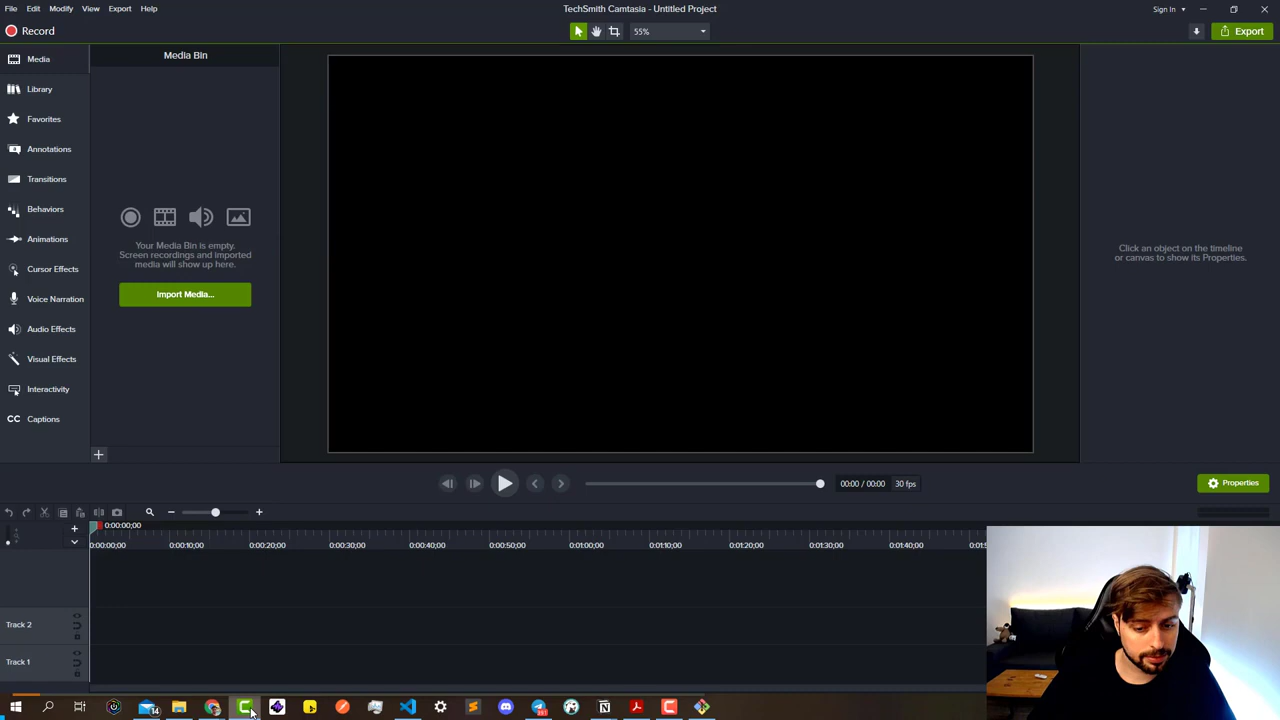 File Edit Modify View Export Help
TechSmith Camtasia - Untitled Project
Sign In
Record
55%
Export
Media
Library
Favorites
Annotations
Transitions
Behaviors
Animations
Cursor Effects
Voice Narration
Audio Effects
Visual Effects
Interactivity
CC Captions
Media Bin
Your Media Bin is empty.
Screen recordings and imported
media will show up here.
Import Media...
Click an object on the timeline
or canvas to show its Properties.
00:00 / 00:00 30 fps
Properties
0:00:00;00
0:00:00;00 0:00:10;00 0:00:20;00 0:00:30;00 0:00:40;00 0:00:50;00 0:01:00;00 0:01:10;00 0:01:20;00 0:01:30;00 0:01:40;00
Track 2
Track 1
14